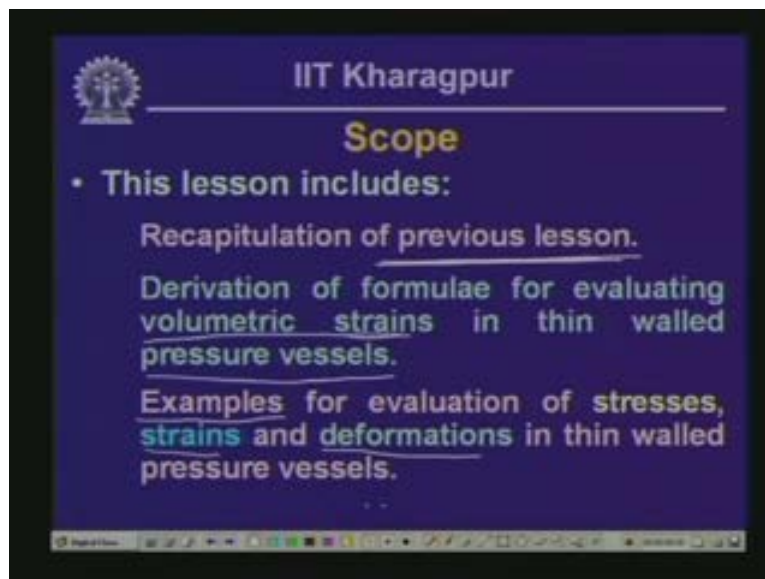 IIT Kharagpur
Scope
• This lesson includes:
Recapitulation of previous lesson.
Derivation of formulae for evaluating
volumetric strains in thin walled
pressure vessels.
Examples for evaluation of stresses,
strains and deformations in thin walled
pressure vessels.